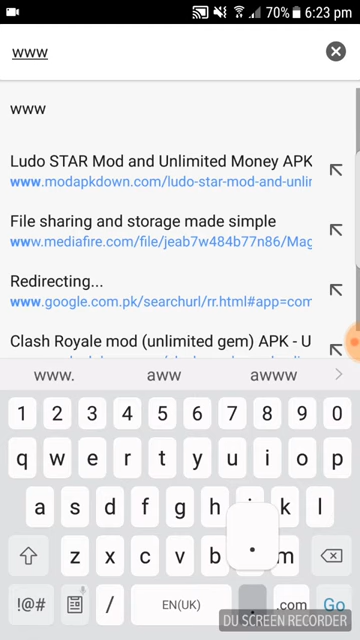 70% 6:23 pm
www
www
Ludo STAR Mod and Unlimited Money APK
www.modapkdown.com/ludo-star-mod-and-unlir
File sharing and storage made simple
www.mediafire.com/file/jeab7w484b77n86/Mag
Redirecting...
www.google.com.pk/searchurl/rr.html#app=com
Clash Royale mod (unlimited gem) APK - U
www. aww awww
1 2 3 4 5 6 7 8 9 0
q w e r t y u i o p
a s d f g h j k l
z x c v b m
!@# / EN(UK) . .com Go
DU SCREEN RECORDER